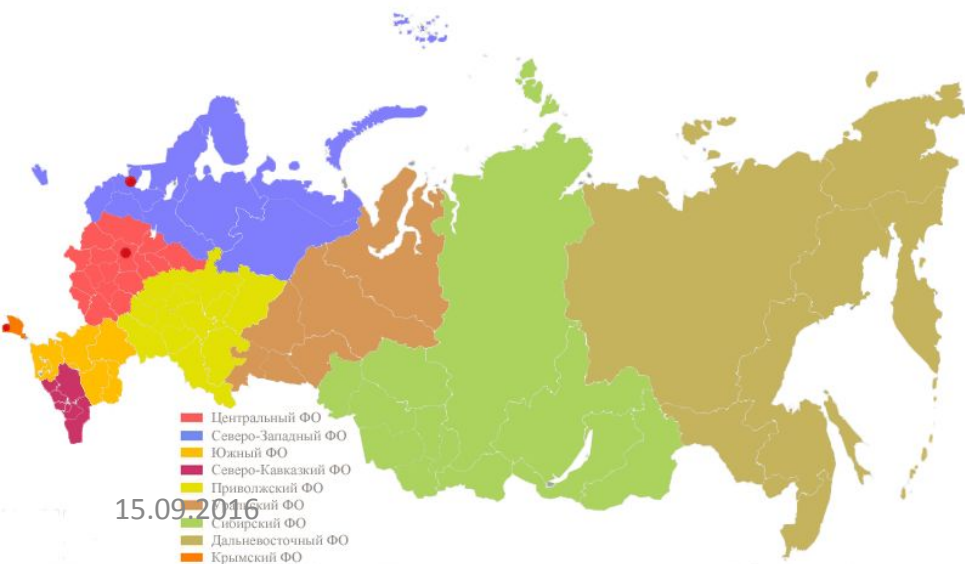 Центральный ФО
Северо-Западный ФО
Южный ФО
Северо-Кавказкий ФО
Приволжский ФО
15.09.2016
Уральский ФО
Сибирский ФО
Дальневосточный ФО
Крымский ФО